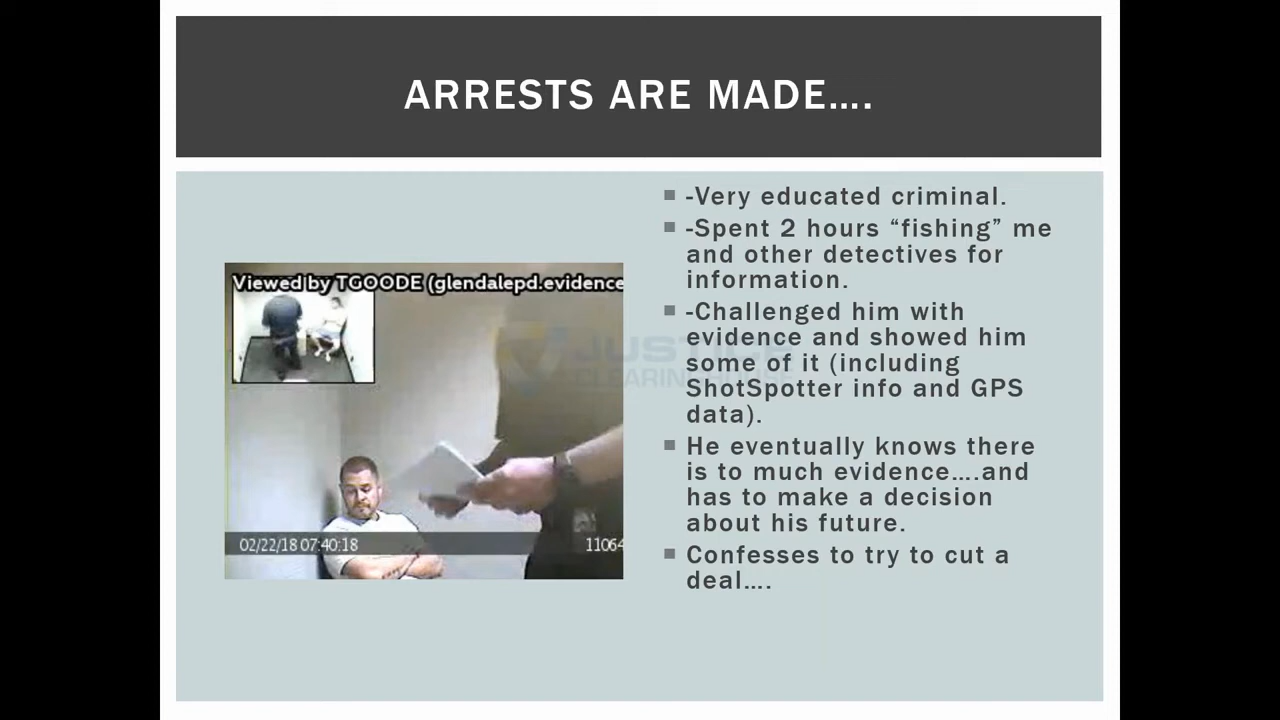 ARRESTS ARE MADE….
-Very educated criminal.
-Spent 2 hours “fishing” me
and other detectives for
information.
-Challenged him with
evidence and showed him
some of it (including
ShotSpotter info and GPS
data).
He eventually knows there
is to much evidence….and
has to make a decision
about his future.
Confesses to try to cut a
deal….
Viewed by TGOODE (glendalepd.evidence
02/22/18 07:40:18
11064
JUSTICE
CLEARINGHOUSE